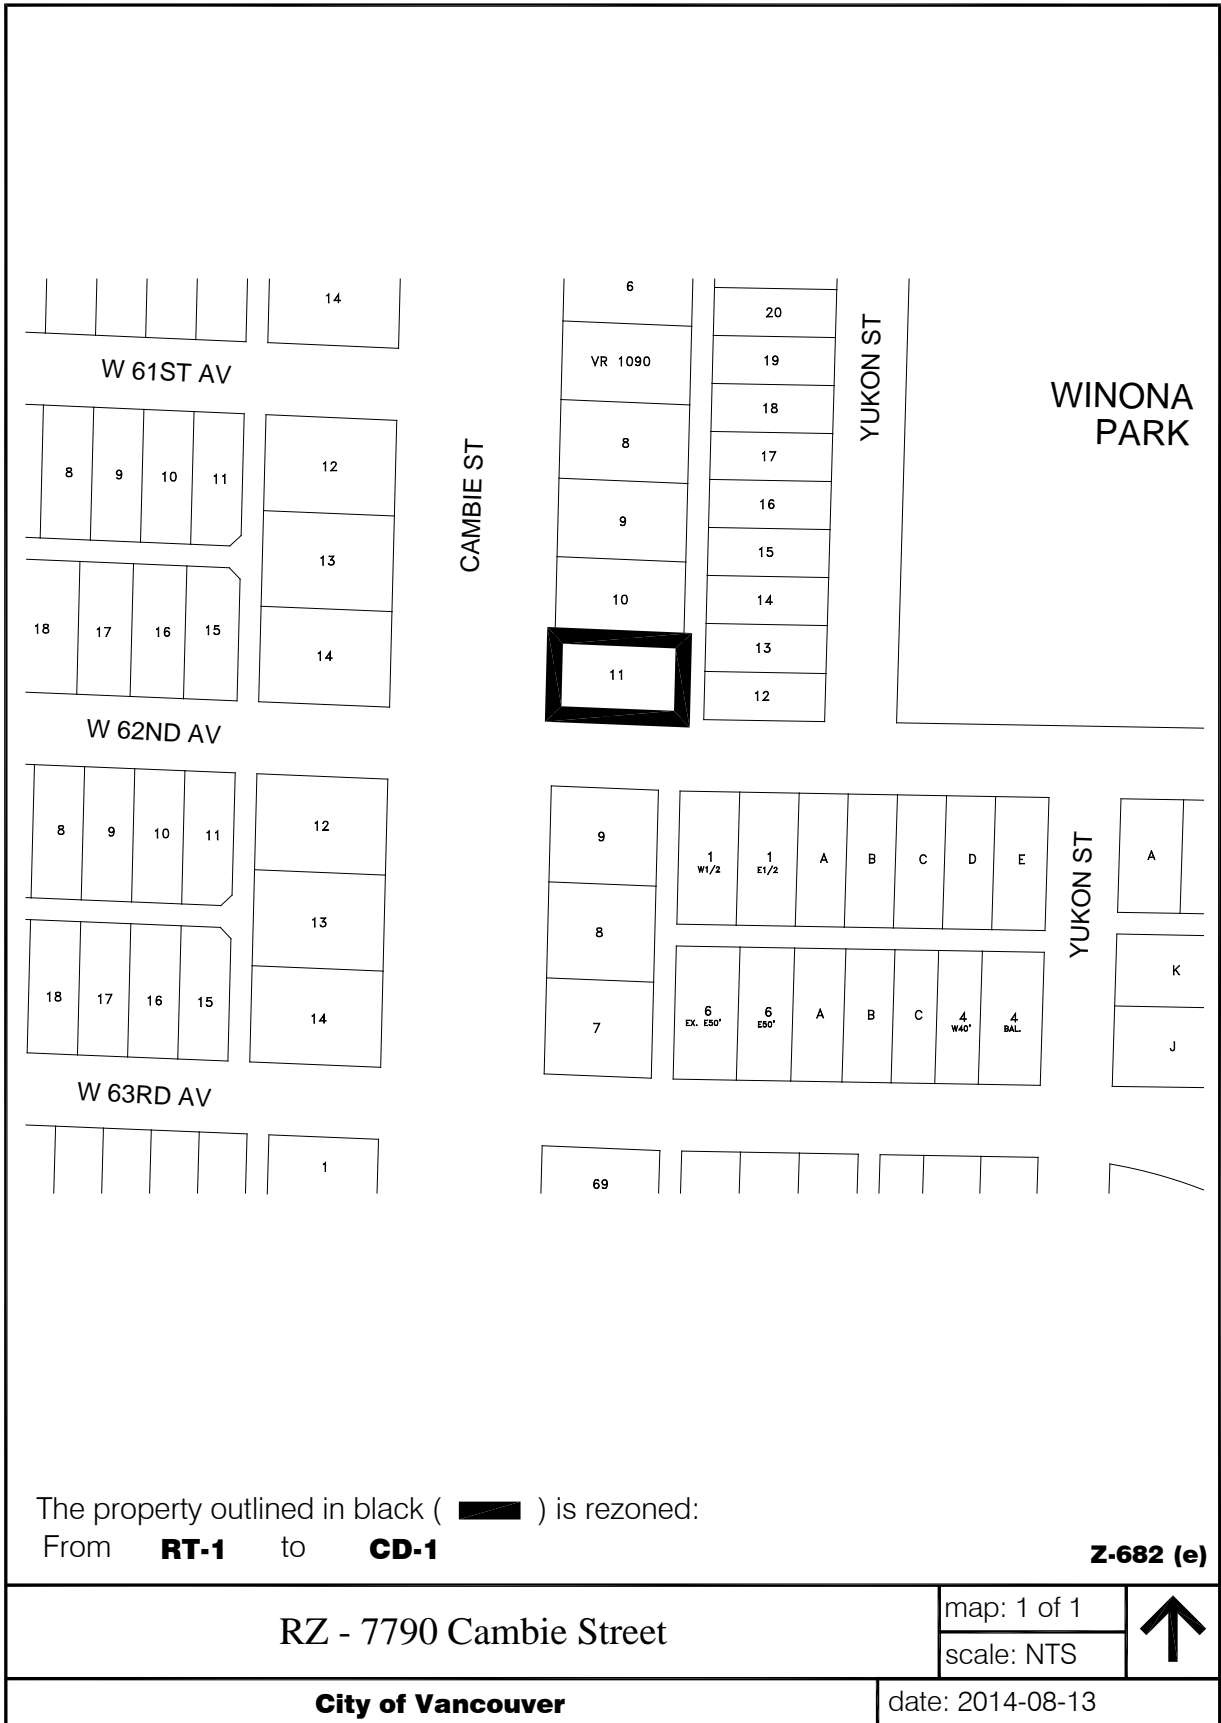 14
6
20
W 61ST AV
VR 1090
19
YUKON ST
WINONA
PARK
18
8
9
10
11
12
CAMBIE ST
8
17
16
13
9
15
10
14
18
17
16
15
14
11
13
12
W 62ND AV
8
9
10
11
12
9
1
W1/2
1
E1/2
A
B
C
D
E
YUKON ST
A
13
8
18
17
16
15
14
7
6
EX. E50'
6
E50'
A
B
C
4
W40'
4
BAL.
K
J
W 63RD AV
1
69
The property outlined in black ( ) is rezoned:
From RT-1 to CD-1
Z-682 (e)
RZ - 7790 Cambie Street
map: 1 of 1
scale: NTS
City of Vancouver
date: 2014-08-13